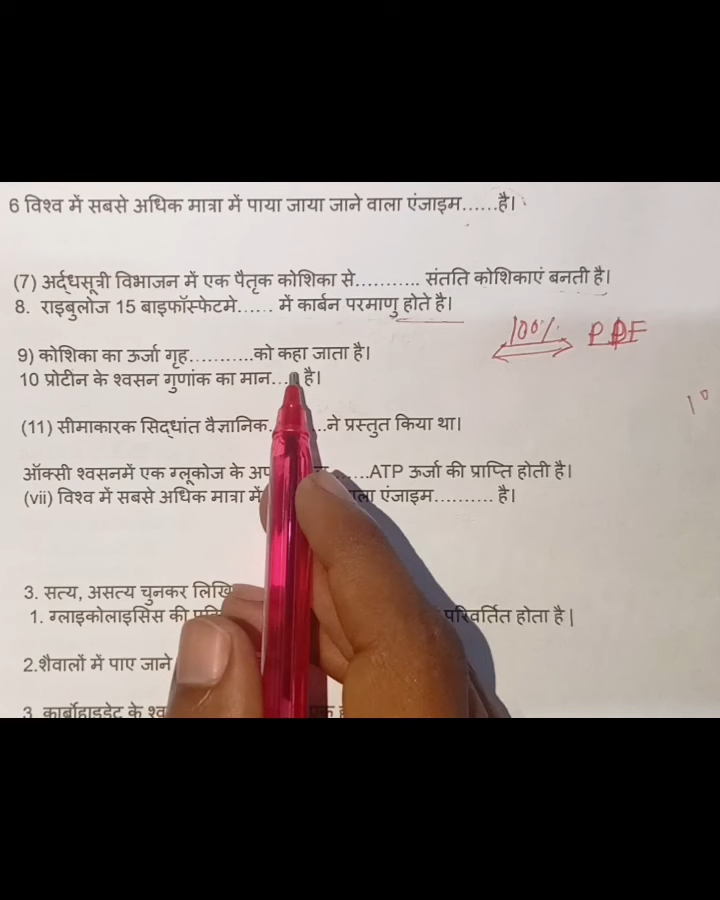 6 विश्व में सबसे अधिक मात्रा में पाया जाया जाने वाला एंजाइम......है।
(7) अर्द्धसूत्री विभाजन में एक पैतृक कोशिका से........... संतति कोशिकाएं बनती है।
8. राइबुलोज 15 बाइफॉस्फेटमे...... में कार्बन परमाणु होते है।
100% PDF
9) कोशिका का ऊर्जा गृह...........को कहा जाता है।
10 प्रोटीन के श्वसन गुणांक का मान... है।
(11) सीमाकारक सिद्धांत वैज्ञानिक. ..ने प्रस्तुत किया था।
ऑक्सी श्वसनमें एक ग्लूकोज के ......ATP ऊर्जा की प्राप्ति होती है।
(vii) विश्व में सबसे अधिक मात्रा में एंजाइम.......... है।
3. सत्य, असत्य चुनकर
1. ग्लाइकोलाइसिस की परिवर्तित होता है |
2.शैवालों में पाए जाने
3. कार्बोहाइड्रेट के